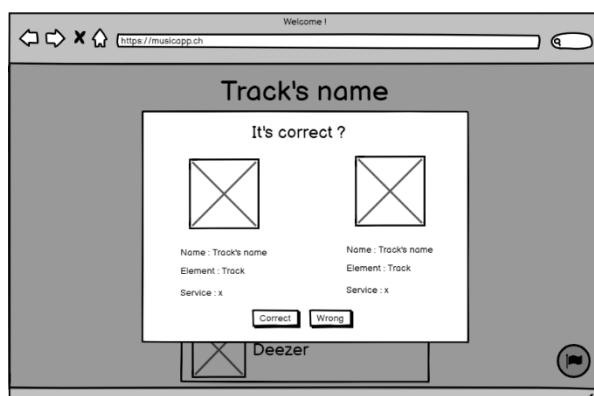 Welcome !
https://musicapp.ch
Track's name
It's correct ?
Name : Track's name
Element : Track
Service : x
Name : Track's name
Element : Track
Service : x
Correct
Wrong
Deezer